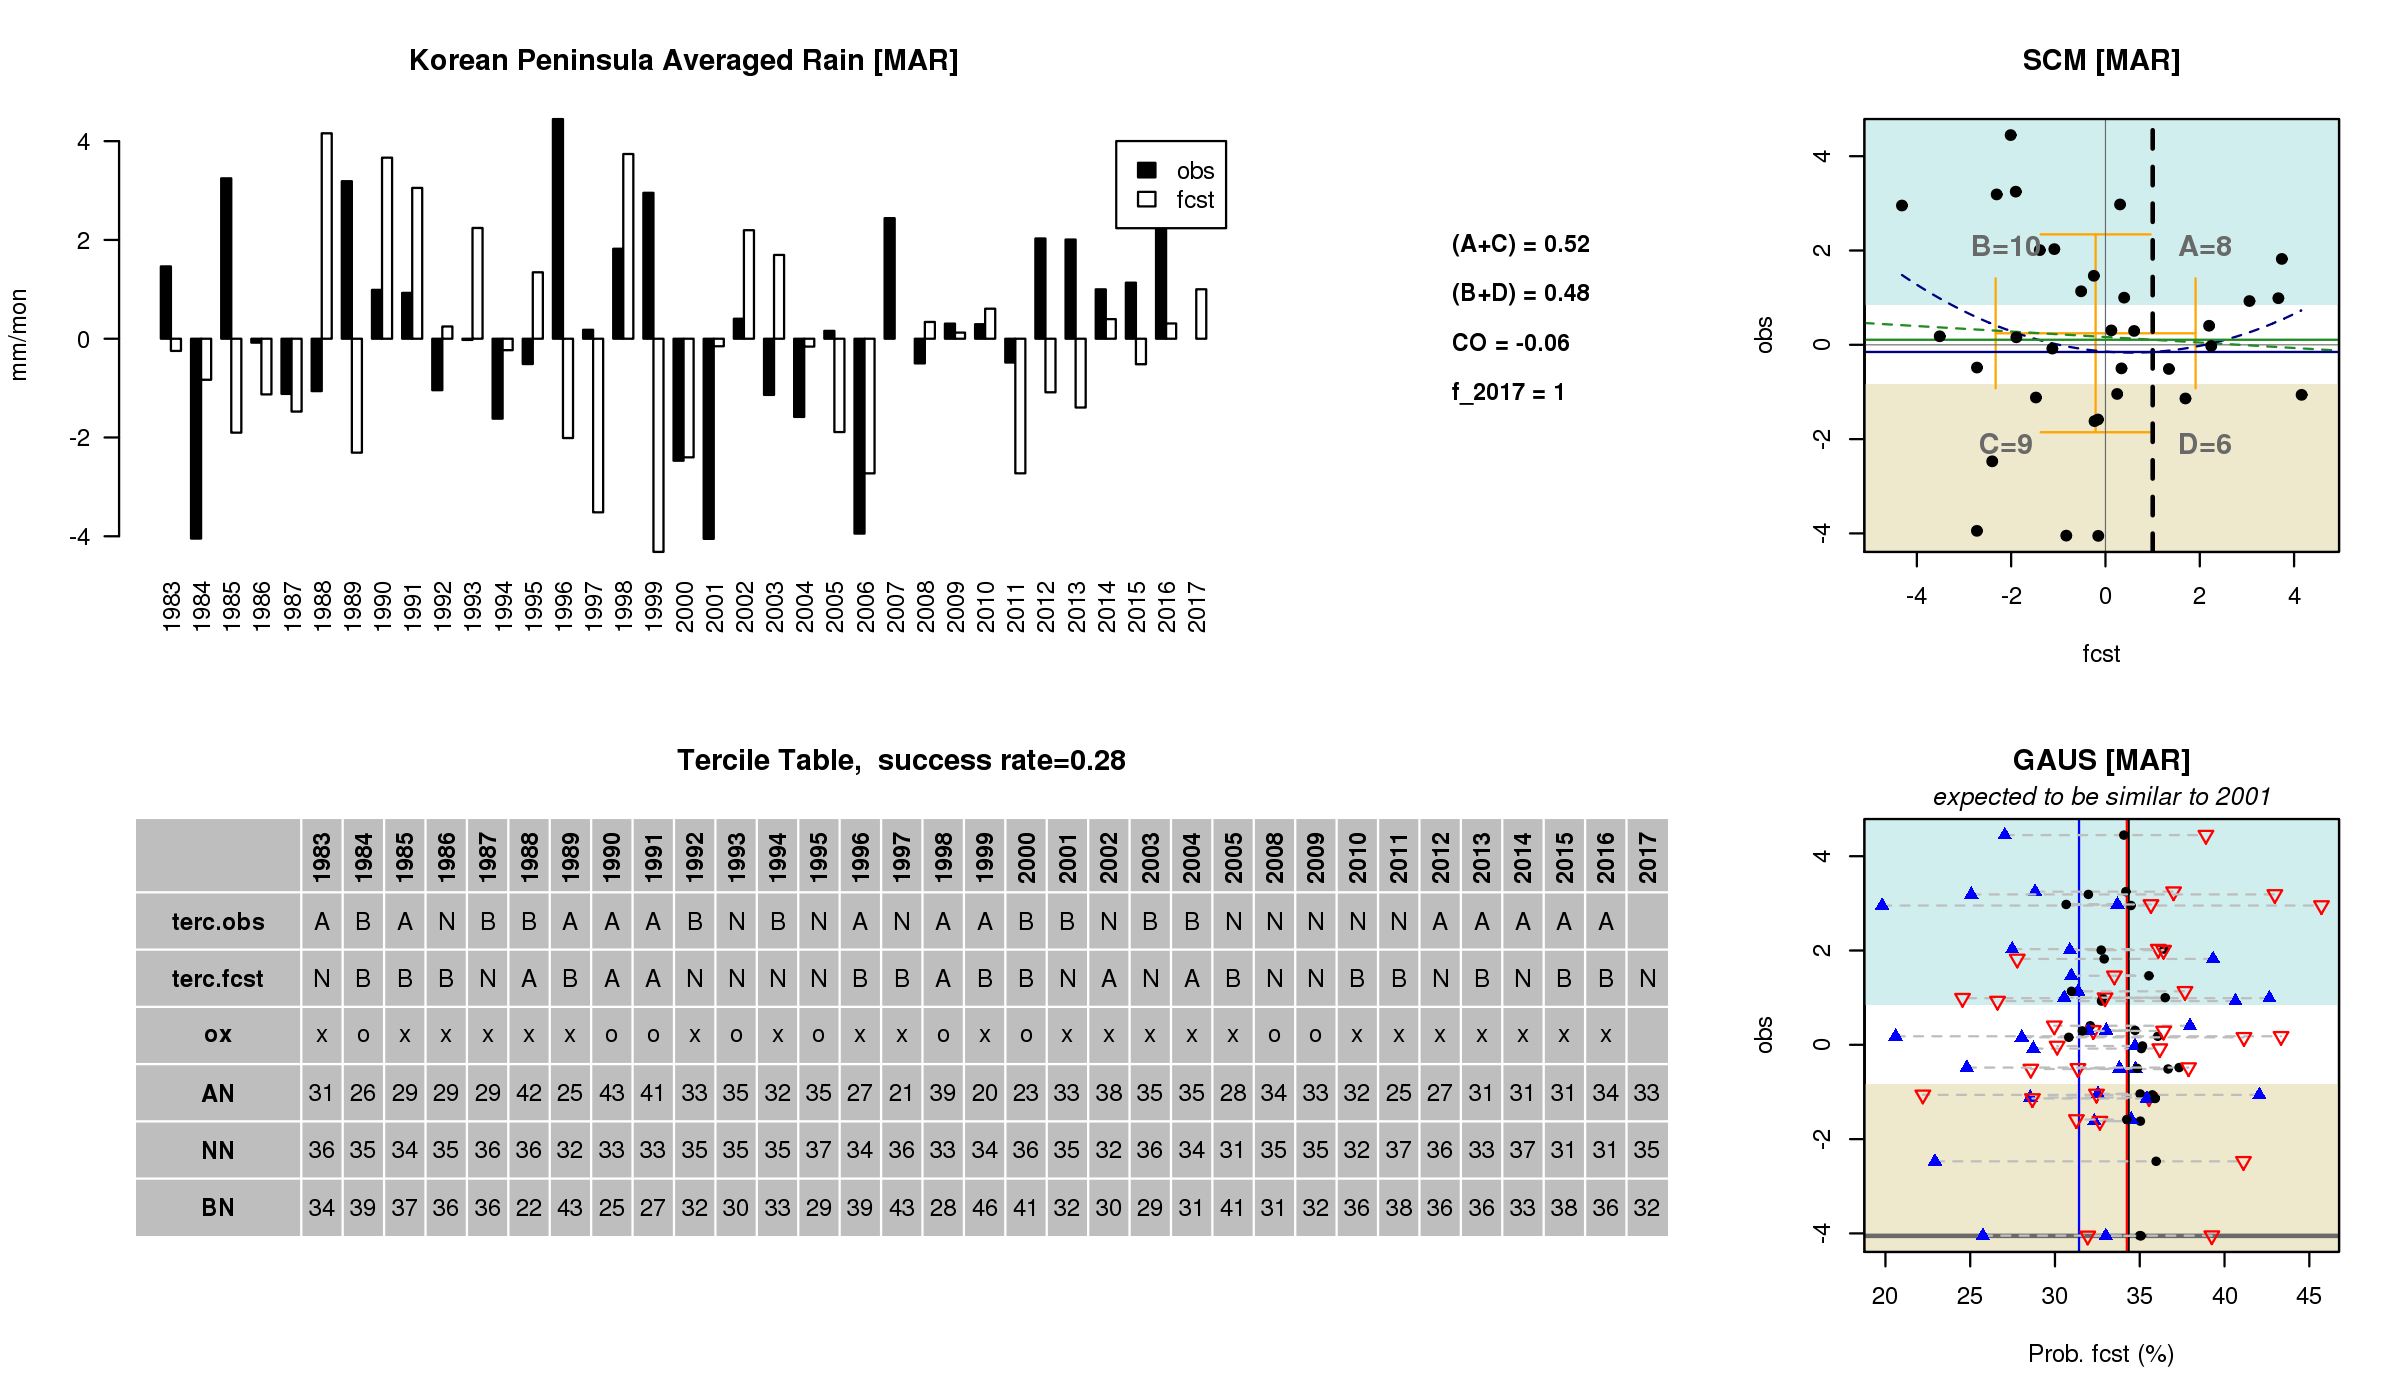 Korean Peninsula Averaged Rain [MAR]
mm/mon
4
2
0
-2
-4
obs
fcst
1983 1984 1985 1986 1987 1988 1989 1990 1991 1992 1993 1994 1995 1996 1997 1998 1999 2000 2001 2002 2003 2004 2005 2006 2007 2008 2009 2010 2011 2012 2013 2014 2015 2016 2017
(A+C) = 0.52
(B+D) = 0.48
CO = -0.06
f_2017 = 1
SCM [MAR]
obs
4
2
0
-2
-4
B=10 A=8
C=9 D=6
-4 -2 0 2 4
fcst
Tercile Table,  success rate=0.28
1983 1984 1985 1986 1987 1988 1989 1990 1991 1992 1993 1994 1995 1996 1997 1998 1999 2000 2001 2002 2003 2004 2005 2008 2009 2010 2011 2012 2013 2014 2015 2016 2017
terc.obs A B A N B B A A A B N B N A N A A B B N B B N N N N N A A A A A
terc.fcst N B B B N A B A A N N N N B B A B B N A N A B N N B B N B N B B N
ox x o x x x x x o o x o x o x x o x o x x x x x o o x x x x x x x
AN 31 26 29 29 29 42 25 43 41 33 35 32 35 27 21 39 20 23 33 38 35 35 28 34 33 32 25 27 31 31 31 34 33
NN 36 35 34 35 36 36 32 33 33 35 35 35 37 34 36 33 34 36 35 32 36 34 31 35 35 32 37 36 33 37 31 31 35
BN 34 39 37 36 36 22 43 25 27 32 30 33 29 39 43 28 46 41 32 30 29 31 41 31 32 36 38 36 36 33 38 36 32
GAUS [MAR]
expected to be similar to 2001
obs
4
2
0
-2
-4
20 25 30 35 40 45
Prob. fcst (%)